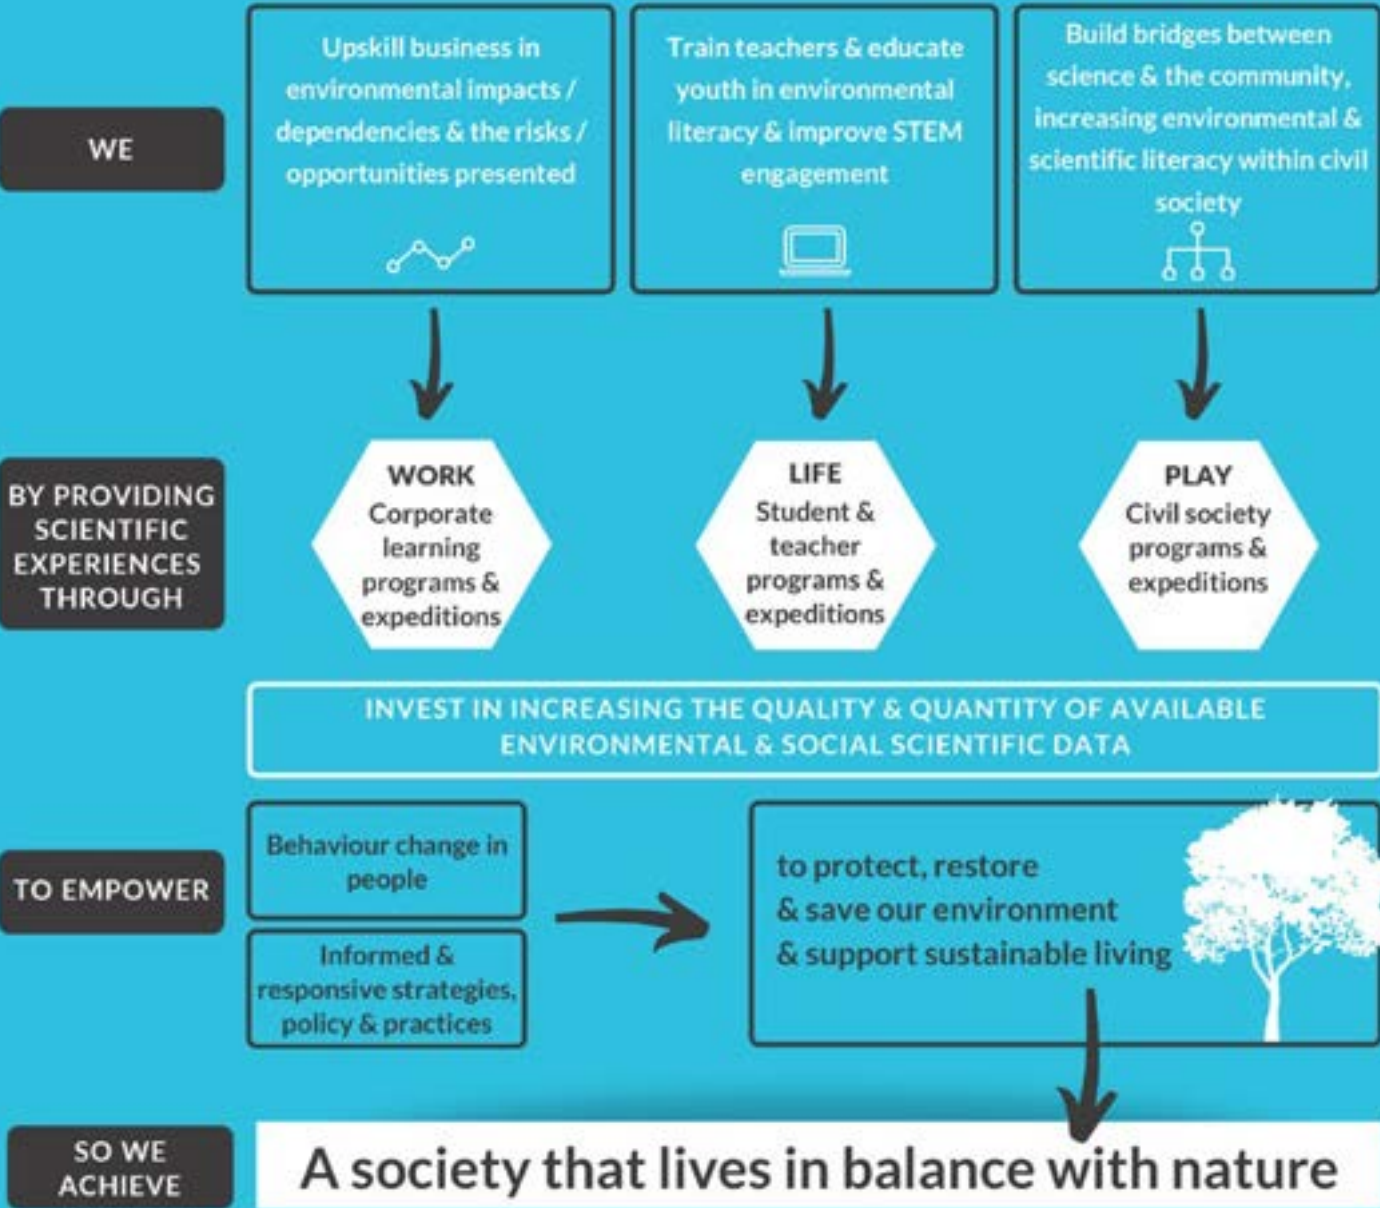 WE
Upskill business in
environmental impacts /
dependencies & the risks /
opportunities presented
Train teachers & educate
youth in environmental
literacy & improve STEM
engagement
Build bridges between
science & the community,
increasing environmental &
scientific literacy within civil
society
BY PROVIDING
SCIENTIFIC
EXPERIENCES
THROUGH
WORK
Corporate
learning
programs &
expeditions
LIFE
Student &
teacher
programs &
expeditions
PLAY
Civil society
programs &
expeditions
INVEST IN INCREASING THE QUALITY & QUANTITY OF AVAILABLE
ENVIRONMENTAL & SOCIAL SCIENTIFIC DATA
TO EMPOWER
Behaviour change in
people
Informed &
responsive strategies,
policy & practices
to protect, restore
& save our environment
& support sustainable living
SO WE
ACHIEVE
A society that lives in balance with nature